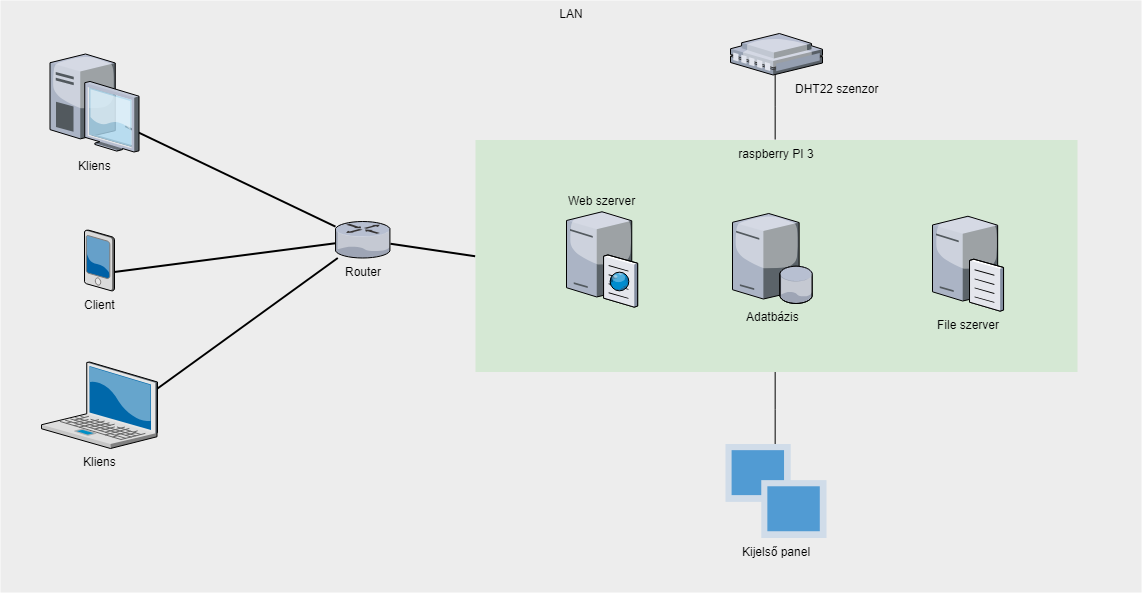 LAN
DHT22 szenzor
raspberry PI 3
Kliens
Web szerver
Router
Client
Adatbázis
File szerver
Kliens
Kijelső panel